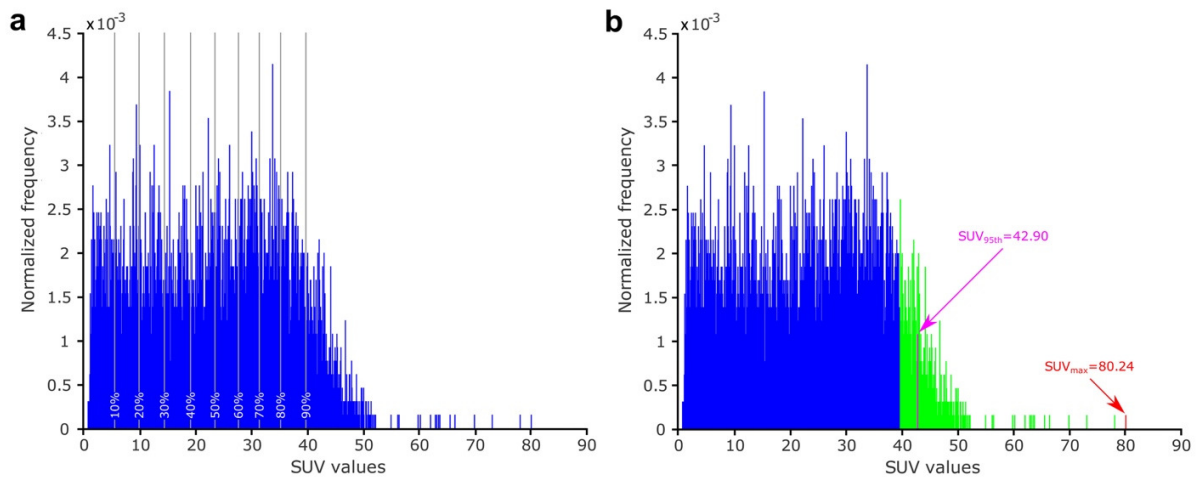 a
x10⁻³
4.5
4
3.5
3
2.5
2
1.5
1
0.5
0
Normalized frequency
10% 20% 30% 40% 50% 60% 70% 80% 90%
0 10 20 30 40 50 60 70 80 90
SUV values
b
x10⁻³
4.5
4
3.5
3
2.5
2
1.5
1
0.5
0
Normalized frequency
SUV95th=42.90
SUVmax=80.24
0 10 20 30 40 50 60 70 80 90
SUV values